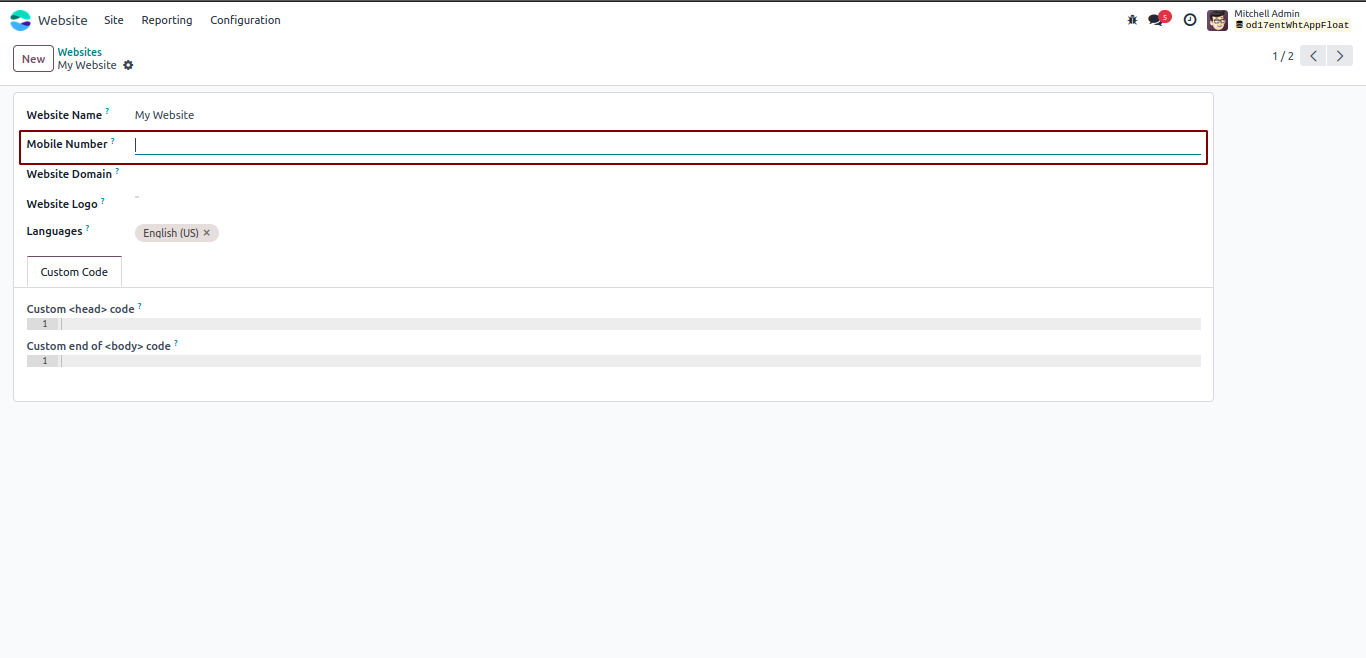 Website Site Reporting Configuration 5 Mitchell Admin
od17entWhtAppFloat
New Websites
My Website
1 / 2
Website Name ? My Website
Mobile Number ?
Website Domain ?
Website Logo ?
Languages ? English (US) ×
Custom Code
Custom <head> code ?
1
Custom end of <body> code ?
1